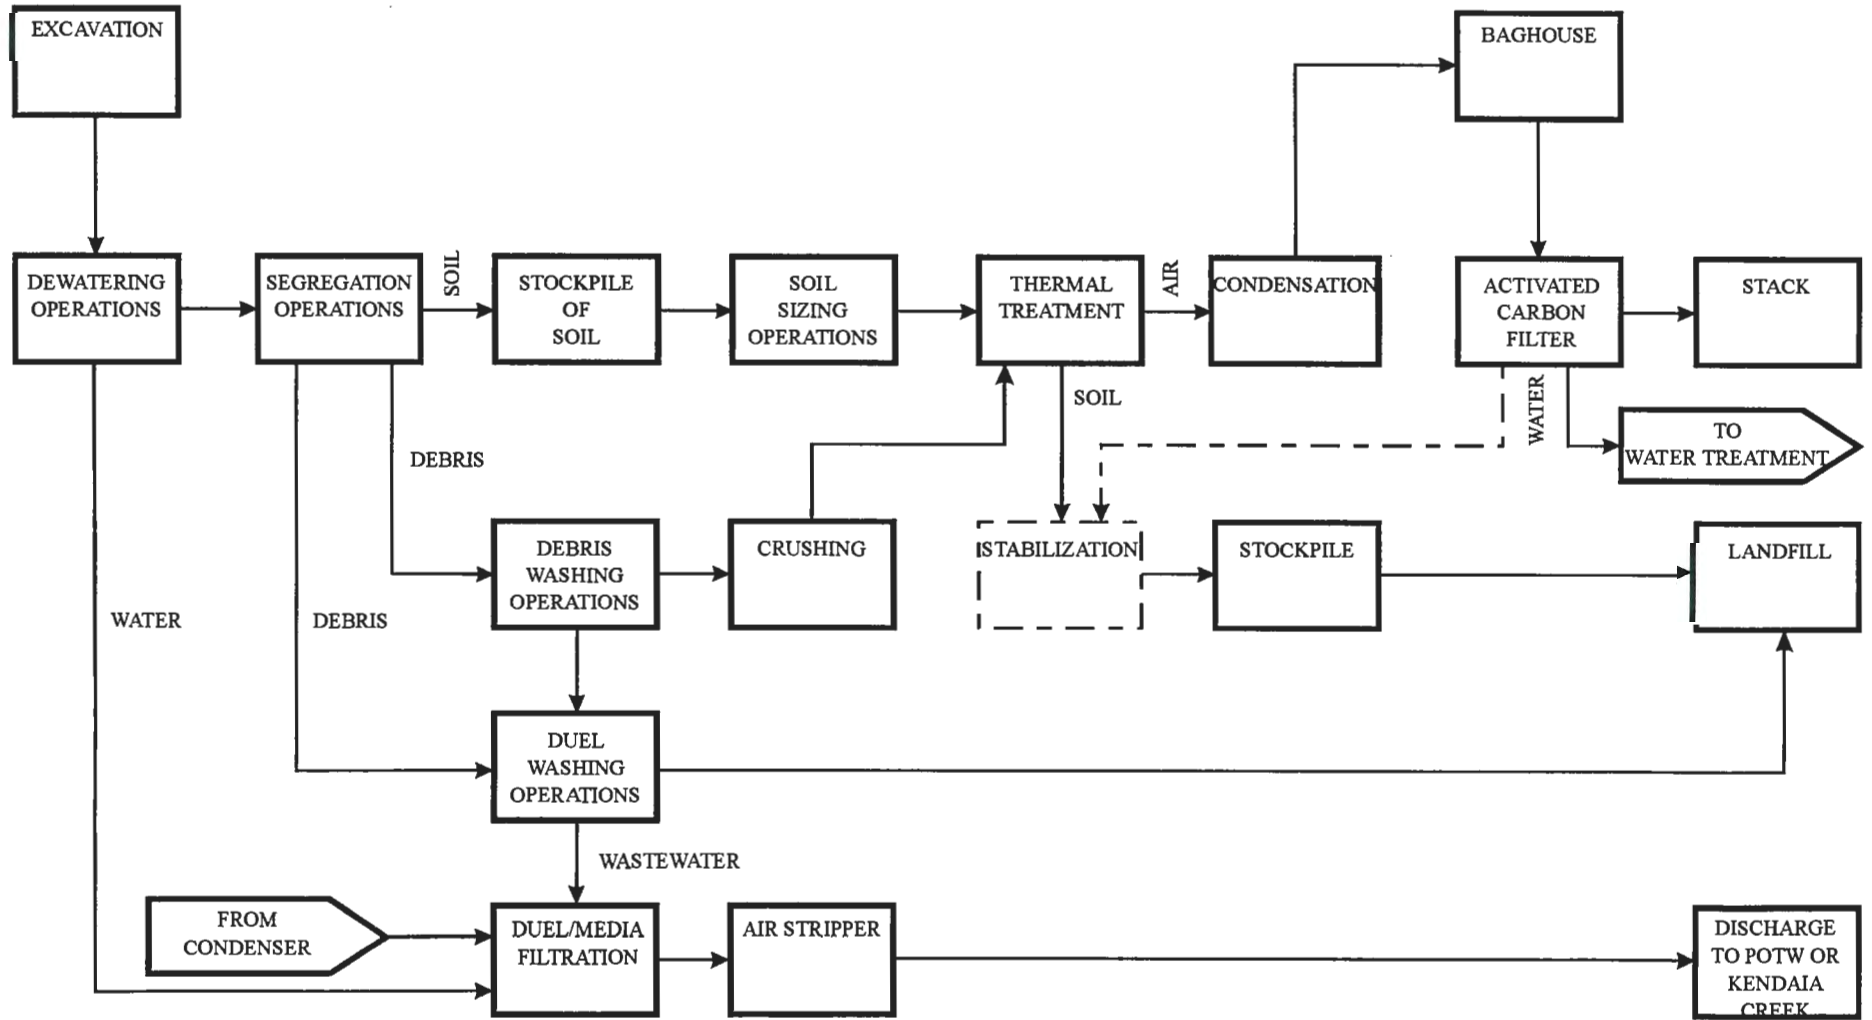 EXCAVATION
BAGHOUSE
DEWATERING
OPERATIONS
SEGREGATION
OPERATIONS
SOIL
STOCKPILE
OF
SOIL
SOIL
SIZING
OPERATIONS
THERMAL
TREATMENT
AIR
CONDENSATION
ACTIVATED
CARBON
FILTER
STACK
SOIL
WATER
TO
WATER TREATMENT
DEBRIS
DEBRIS
WASHING
OPERATIONS
CRUSHING
STABILIZATION
STOCKPILE
LANDFILL
WATER
DEBRIS
DUEL
WASHING
OPERATIONS
WASTEWATER
FROM
CONDENSER
DUEL/MEDIA
FILTRATION
AIR STRIPPER
DISCHARGE
TO POTW OR
KENDAIA
CREEK